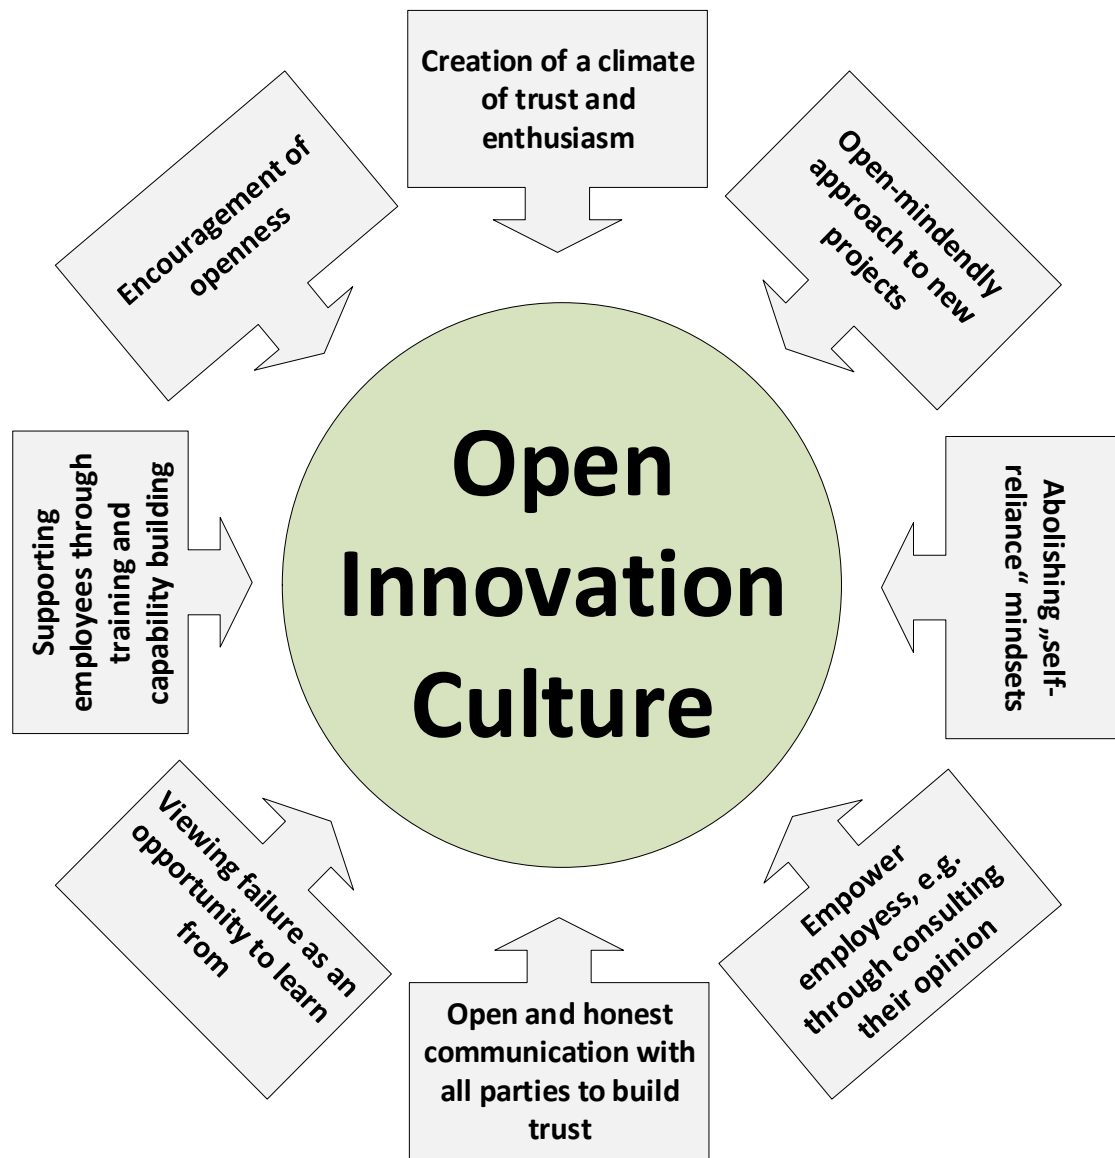 Creation of a climate
of trust and
enthusiasm
Open-mindendly
approach to new
projects
Abolishing „self-
reliance“ mindsets
Empower
employess, e.g.
through consulting
their opinion
Open and honest
communication with
all parties to build
trust
Viewing failure as an
opportunity to learn
from
Supporting
employees through
training and
capability building
Encouragement of
openness
Open
Innovation
Culture